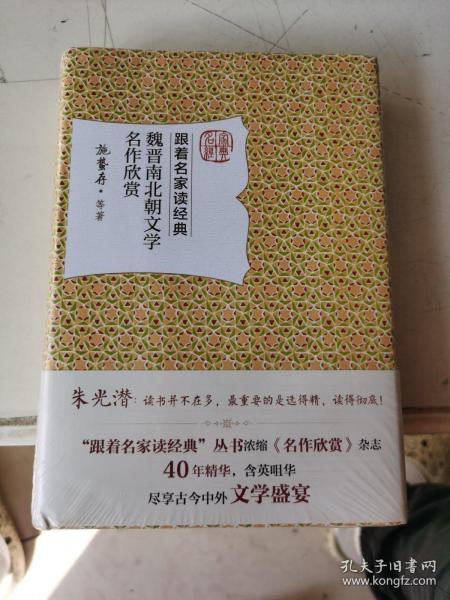 跟着名家读经典
魏晋南北朝文学
名作欣赏
施蛰存·等著
朱光潜：读书并不在多，最重要的是选得精，读得彻底！
“跟着名家读经典”丛书浓缩《名作欣赏》杂志
40年精华，含英咀华
尽享古今中外文学盛宴
孔夫子旧书网
www.kongfz.com